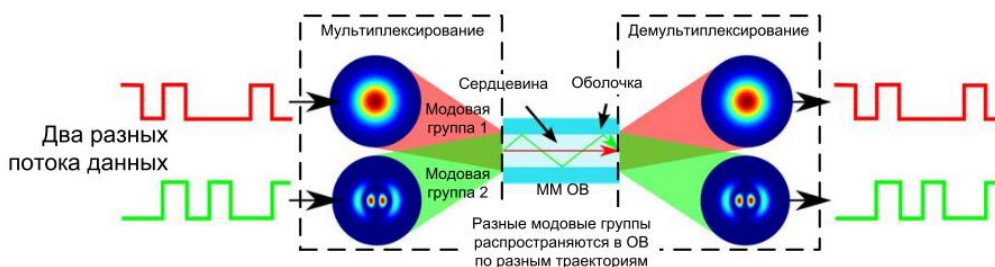 Мультиплексирование
Демультиплексирование
Сердцевина
Оболочка
Модовая
группа 1
Два разных
потока данных
Модовая
группа 2
ММ ОВ
Разные модовые группы
распространяются в ОВ
по разным траекториям